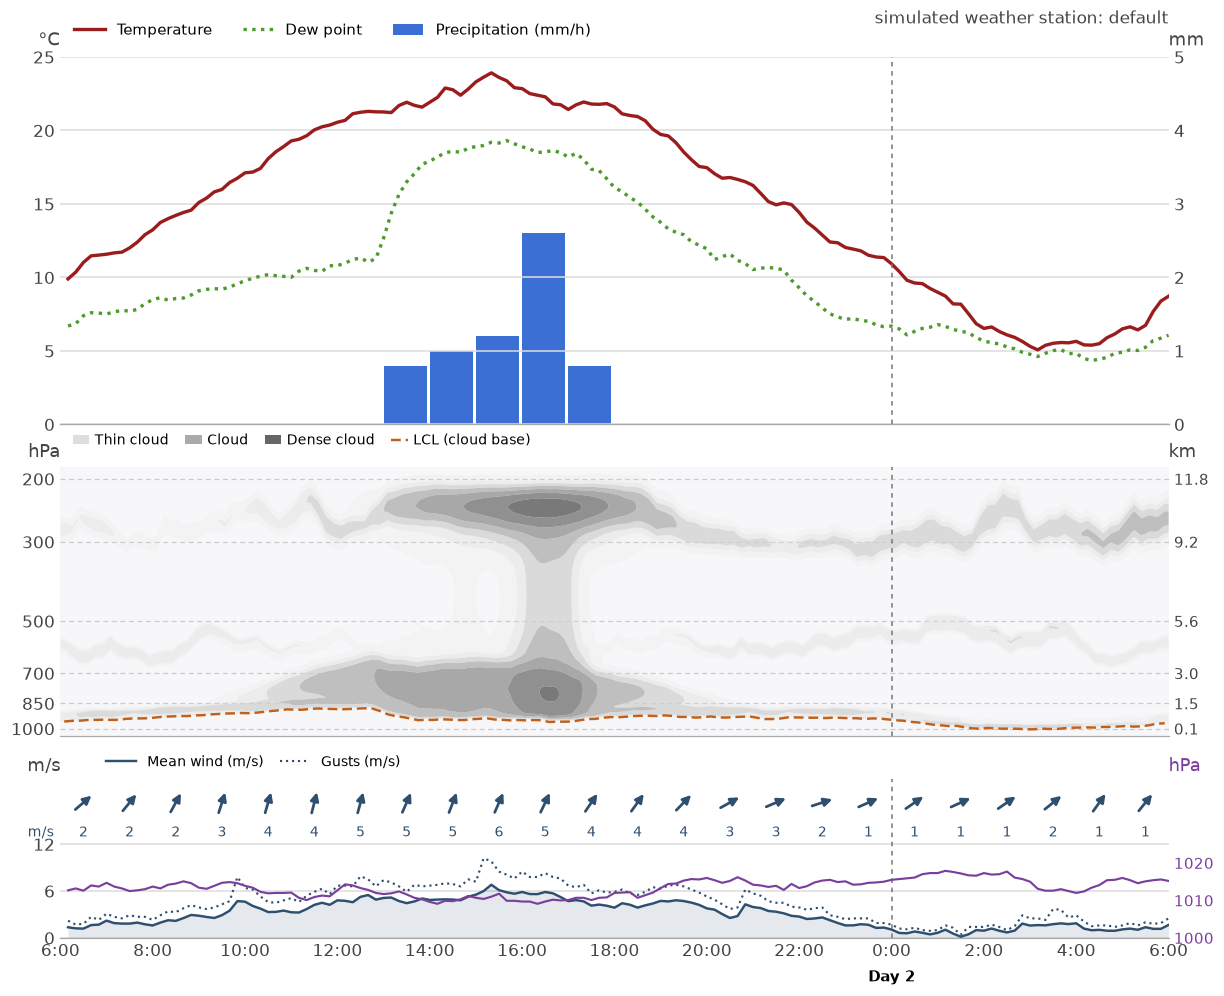 simulated weather station: default
Temperature Dew point Precipitation (mm/h)
°C mm
25 5
20 4
15 3
10 2
5 1
0 0
Thin cloud Cloud Dense cloud LCL (cloud base)
hPa km
200 11.8
300 9.2
500 5.6
700 3.0
850 1.5
1000 0.1
m/s Mean wind (m/s) Gusts (m/s) hPa
m/s 2 2 2 3 4 4 5 5 5 6 5 4 4 4 3 3 2 1 1 1 1 2 1 1
12
1020
6
1010
0 1000
6:00 8:00 10:00 12:00 14:00 16:00 18:00 20:00 22:00 0:00 2:00 4:00 6:00
Day 2